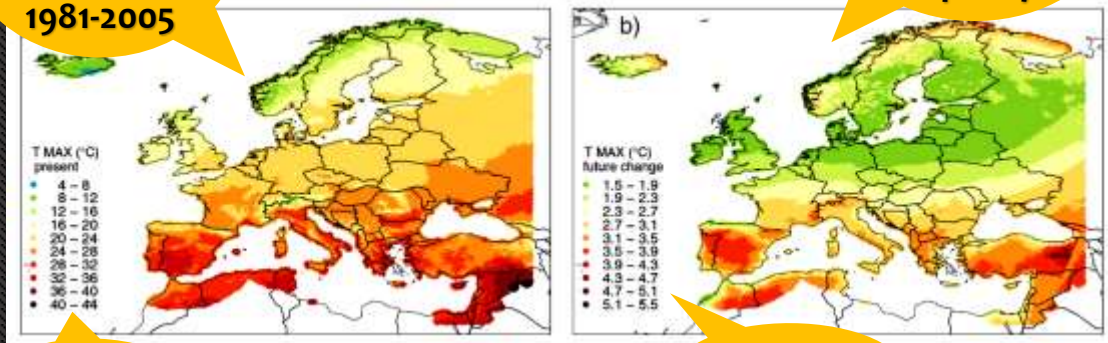 1981-2005
b)
T MAX (°C)
present
4 – 8
8 – 12
12 – 16
16 – 20
20 – 24
24 – 28
28 – 32
32 – 36
36 – 40
40 – 44
T MAX (°C)
future change
1.5 – 1.9
1.9 – 2.3
2.3 – 2.7
2.7 – 3.1
3.1 – 3.5
3.5 – 3.9
3.9 – 4.3
4.3 – 4.7
4.7 – 5.1
5.1 – 5.5